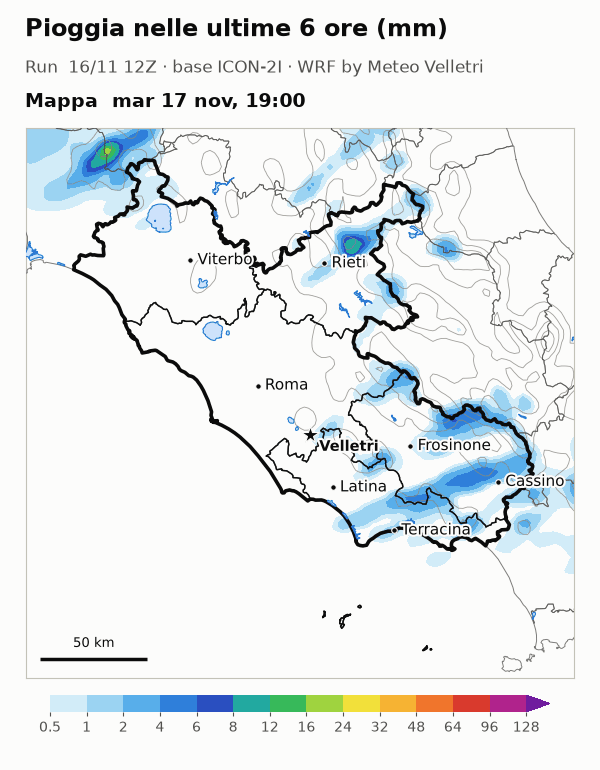 Pioggia nelle ultime 6 ore (mm)
Run  16/11 12Z · base ICON-2I · WRF by Meteo Velletri
Mappa  mar 17 nov, 19:00
Viterbo
Rieti
Roma
Velletri
Frosinone
Latina
Cassino
Terracina
50 km
0.5 1 2 4 6 8 12 16 24 32 48 64 96 128